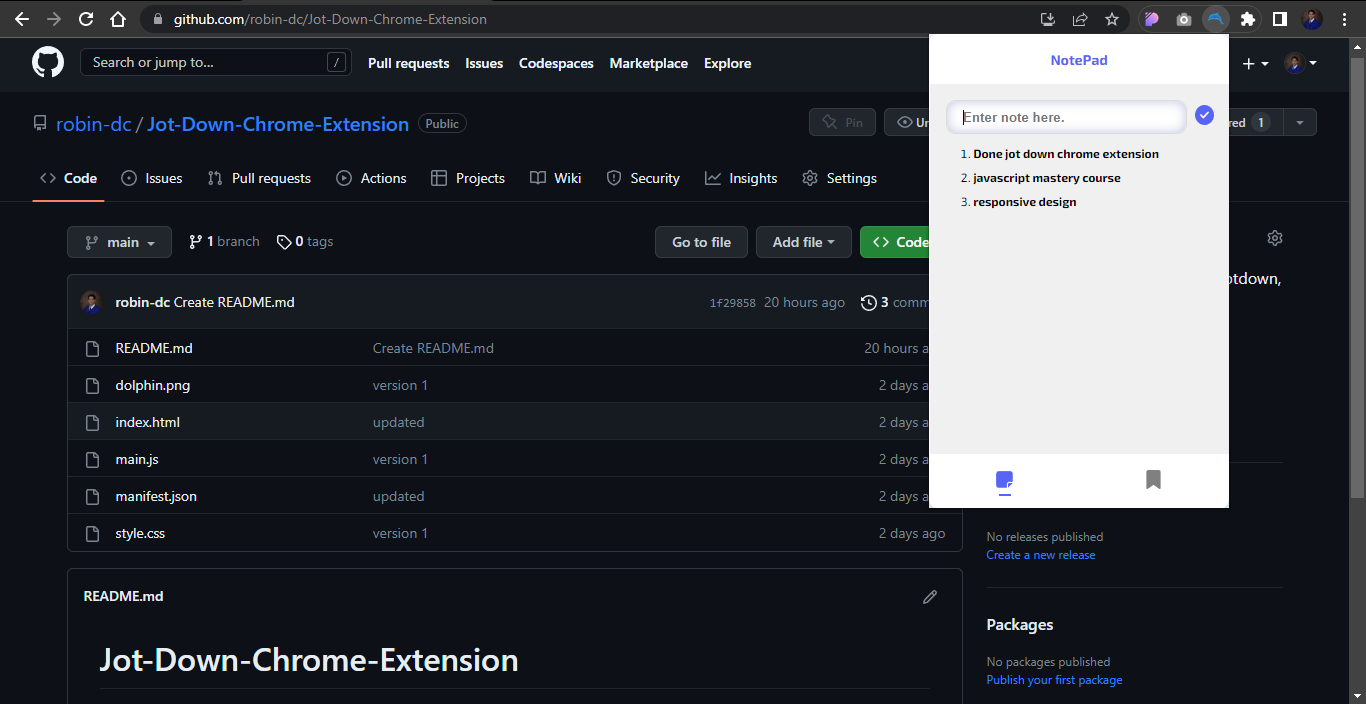 github.com/robin-dc/Jot-Down-Chrome-Extension
Search or jump to... /
Pull requests Issues Codespaces Marketplace Explore
robin-dc / Jot-Down-Chrome-Extension Public
Pin
Code Issues Pull requests Actions Projects Wiki Security Insights Settings
main 1 branch 0 tags Go to file Add file Code
robin-dc Create README.md 1f29858 20 hours ago 3
README.md Create README.md 20 hours
dolphin.png version 1 2 days
index.html updated 2 days
main.js version 1 2 days
manifest.json updated 2 days
style.css version 1 2 days ago
README.md
Jot-Down-Chrome-Extension
NotePad
Enter note here.
1. Done jot down chrome extension
2. javascript mastery course
3. responsive design
1
No releases published
Create a new release
Packages
No packages published
Publish your first package